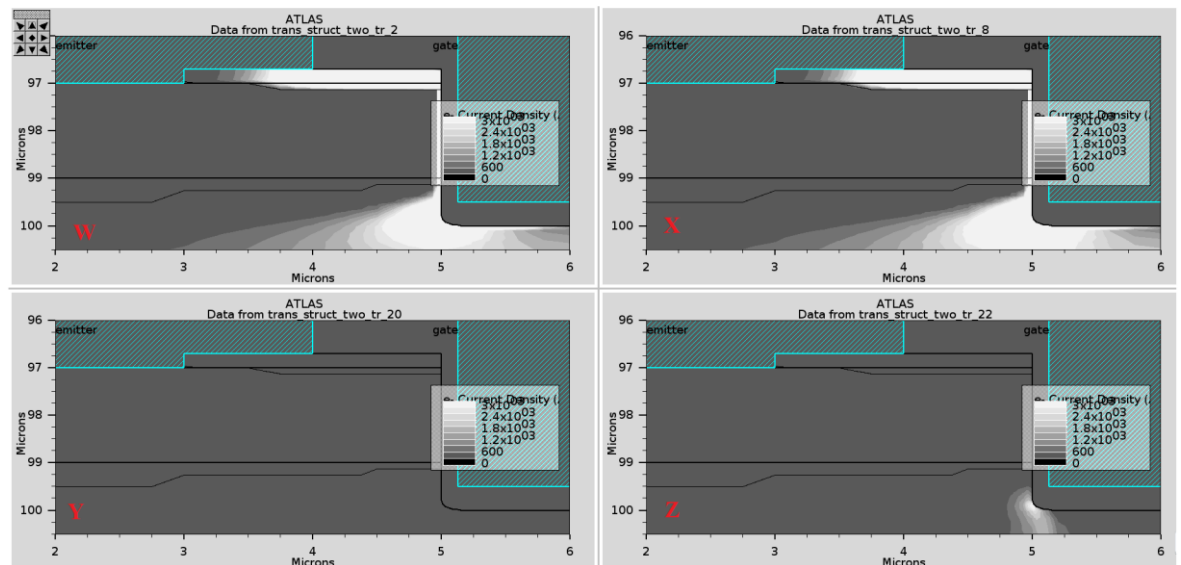 ATLAS
Data from trans_struct_two_tr_2
emitter
gate
96
97
98
99
100
Microns
e- Current Density (.
3x10^03
2.4x10^03
1.8x10^03
1.2x10^03
600
0
W
2 3 4 5 6
Microns
ATLAS
Data from trans_struct_two_tr_8
emitter
gate
96
97
98
99
100
Microns
e- Current Density (.
3x10^03
2.4x10^03
1.8x10^03
1.2x10^03
600
0
X
2 3 4 5 6
Microns
ATLAS
Data from trans_struct_two_tr_20
emitter
gate
96
97
98
99
100
Microns
e- Current Density (.
3x10^03
2.4x10^03
1.8x10^03
1.2x10^03
600
0
Y
2 3 4 5 6
Microns
ATLAS
Data from trans_struct_two_tr_22
emitter
gate
96
97
98
99
100
Microns
e- Current Density (.
3x10^03
2.4x10^03
1.8x10^03
1.2x10^03
600
0
Z
2 3 4 5 6
Microns